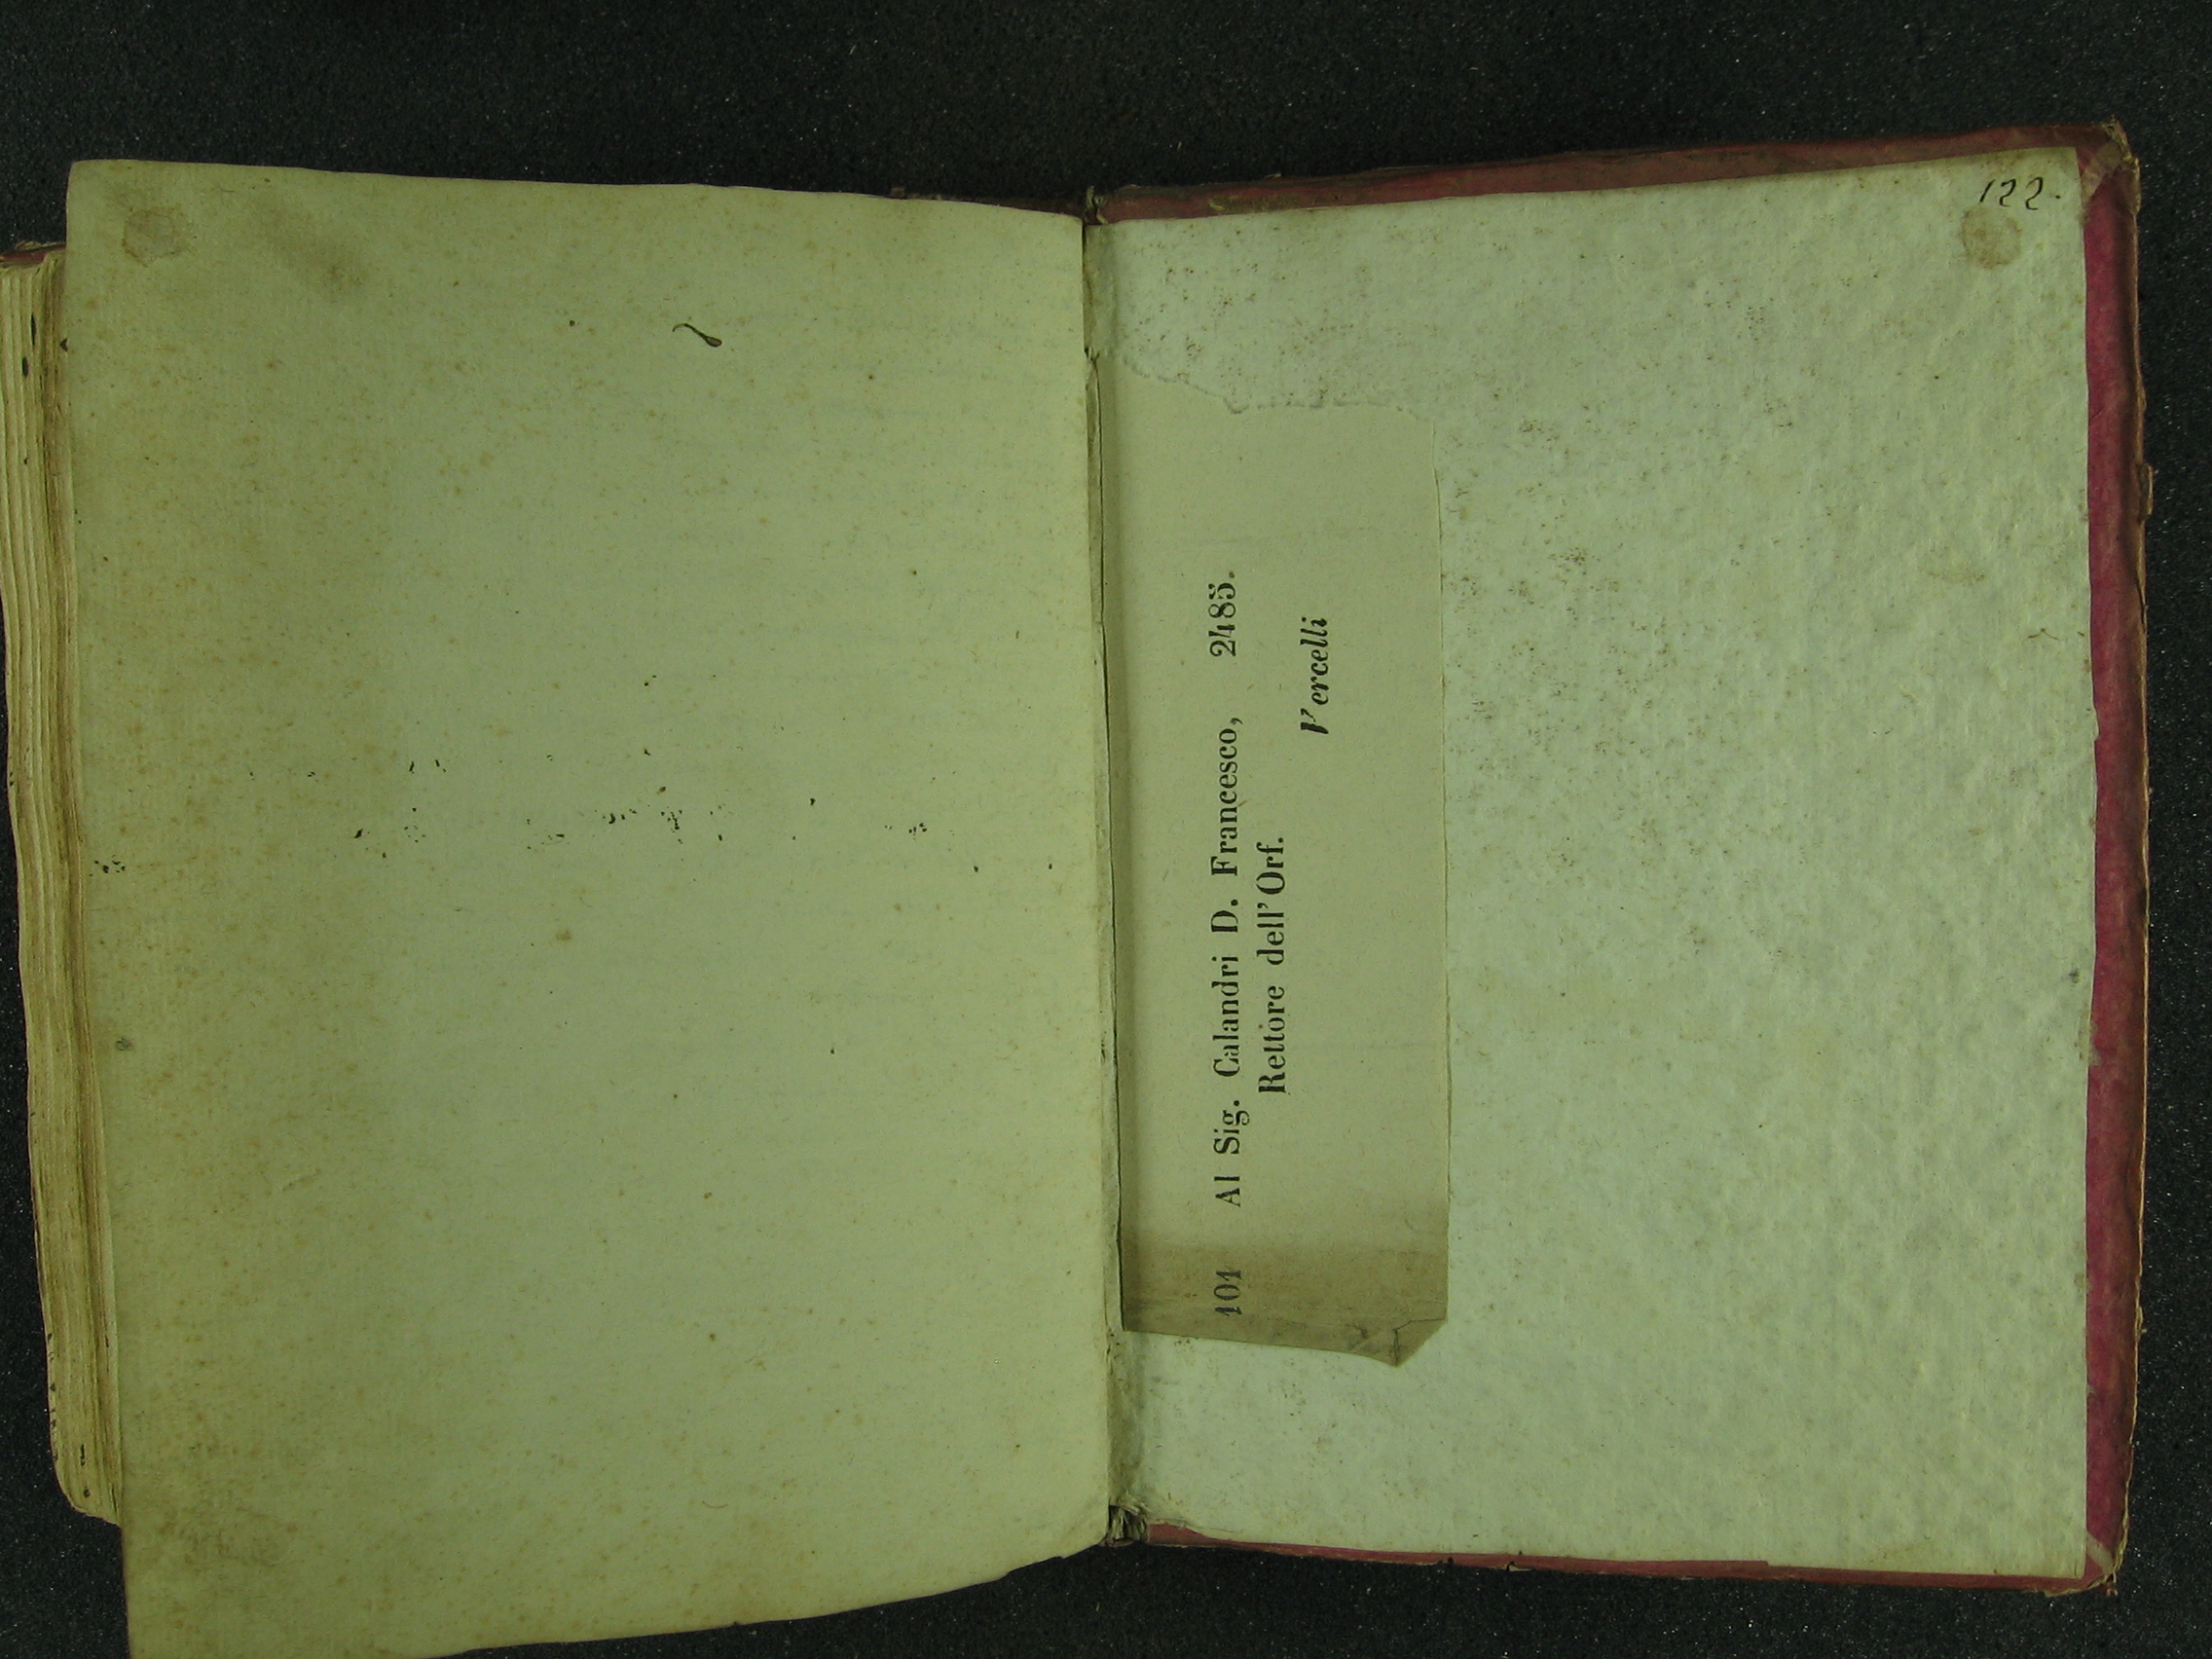 122.
101 Al Sig. Calandri D. Francesco, 2485.
Rettore dell' Orf.
Vercelli